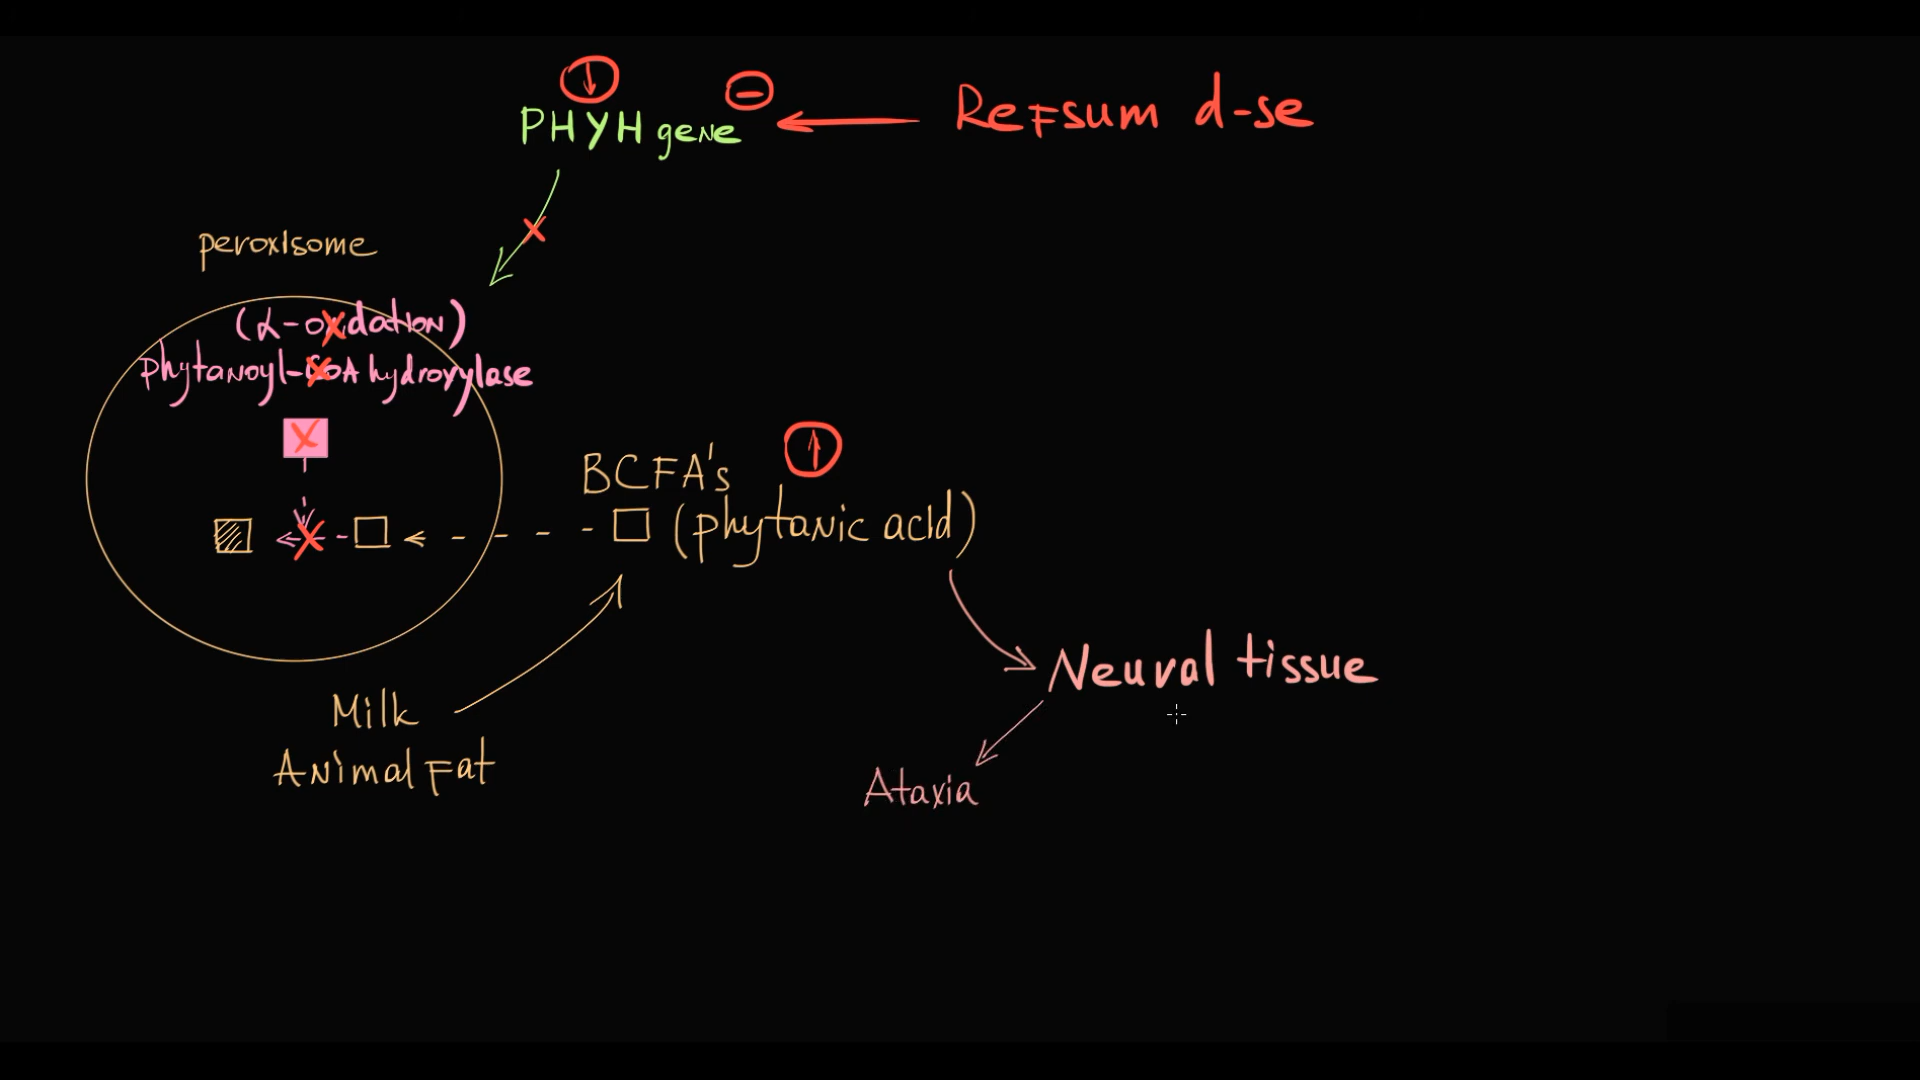 PHYH gene
Refsum d-se
peroxisome
(α-oxidation)
Phytanoyl-CoA hydroxylase
BCFA's
(phytanic acid)
Neural tissue
Milk
Animal Fat
Ataxia